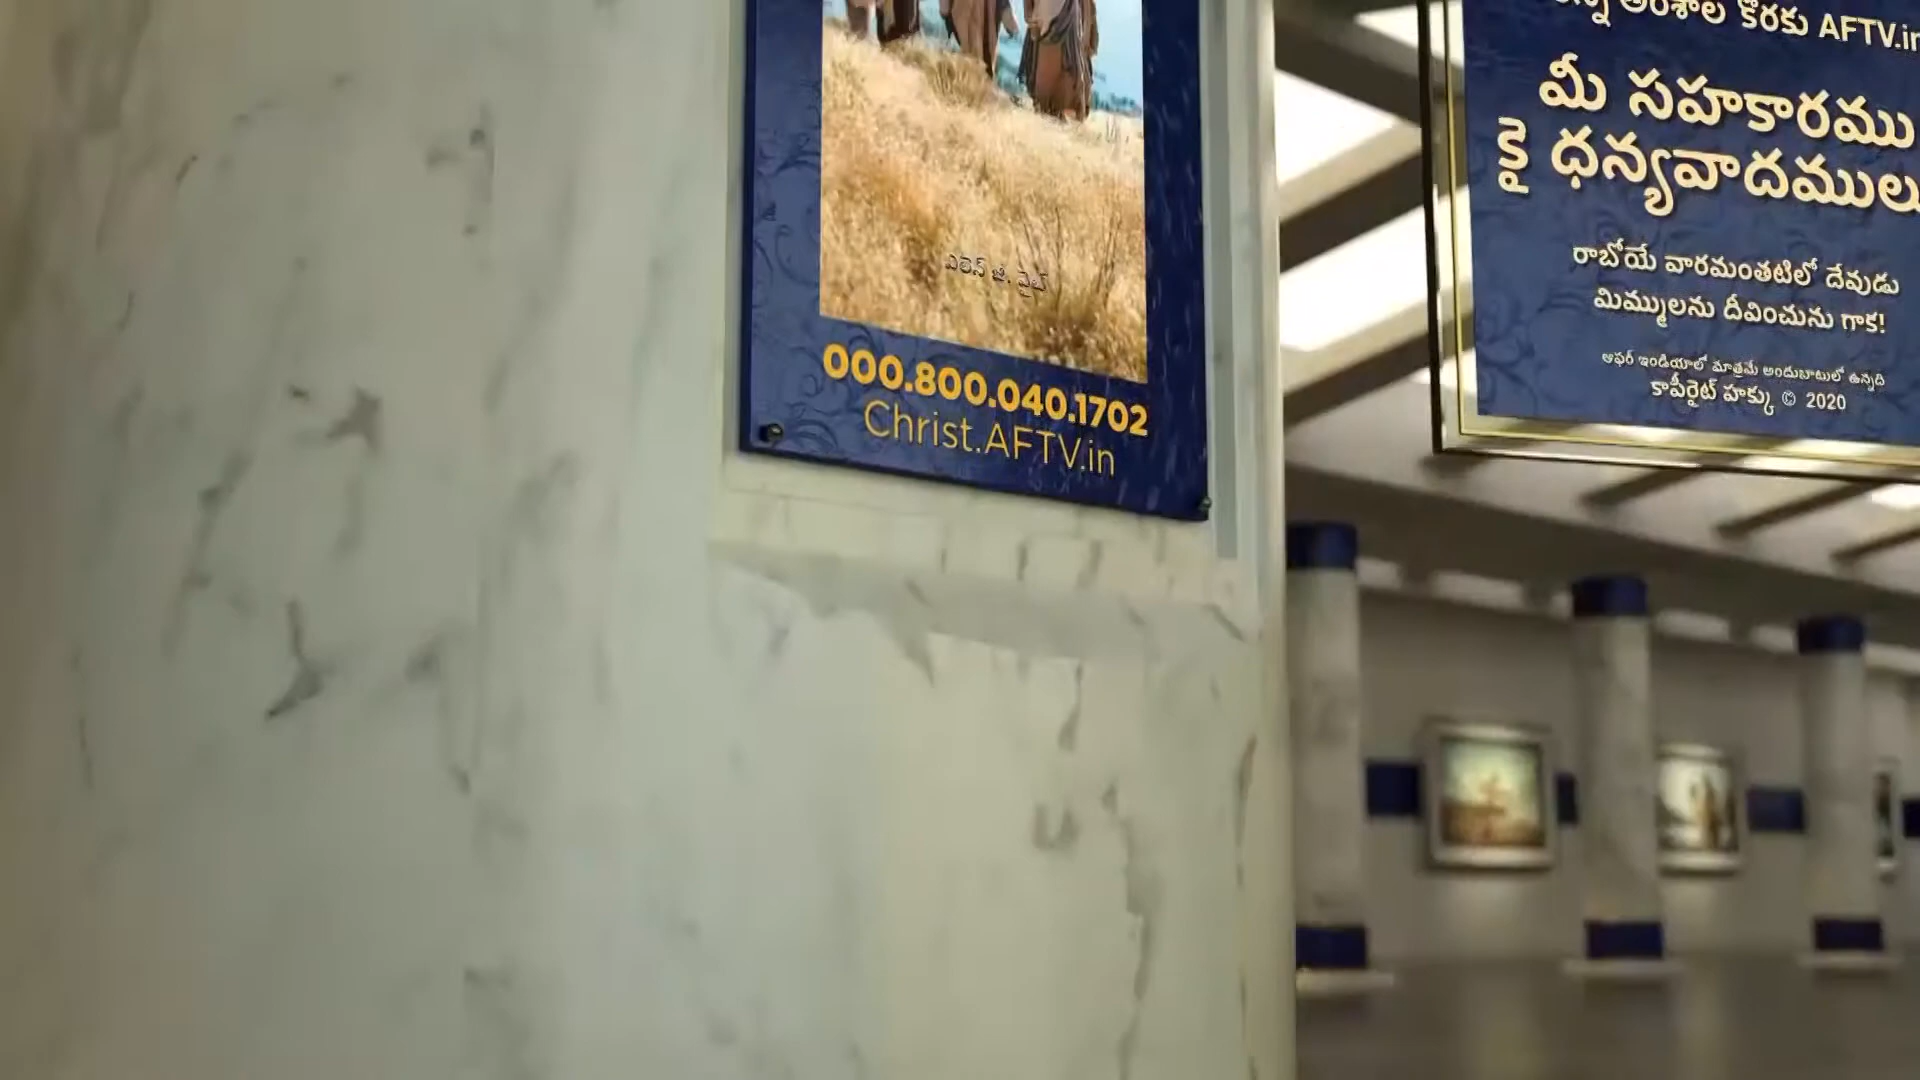 ఎలెన్ జి. వైట్
000.800.040.1702
Christ.AFTV.in
కొరకు AFTV.in
మీ సహకారము
కై ధన్యవాదములు
రాబోయే వారమంతటిలో దేవుడు
మిమ్ములను దీవించును గాక!
ఆఫర్ ఇండియాలో మాత్రమే అందుబాటులో ఉన్నది
కాపీరైట్ హక్కు © 2020